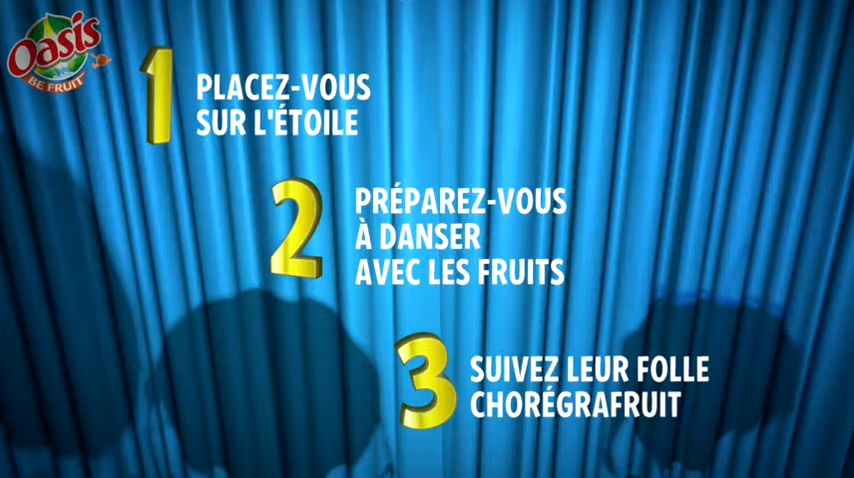 Oasis
BE FRUIT
1
PLACEZ-VOUS
SUR L'ÉTOILE
2
PRÉPAREZ-VOUS
À DANSER
AVEC LES FRUITS
3
SUIVEZ LEUR FOLLE
CHORÉGRAFRUIT